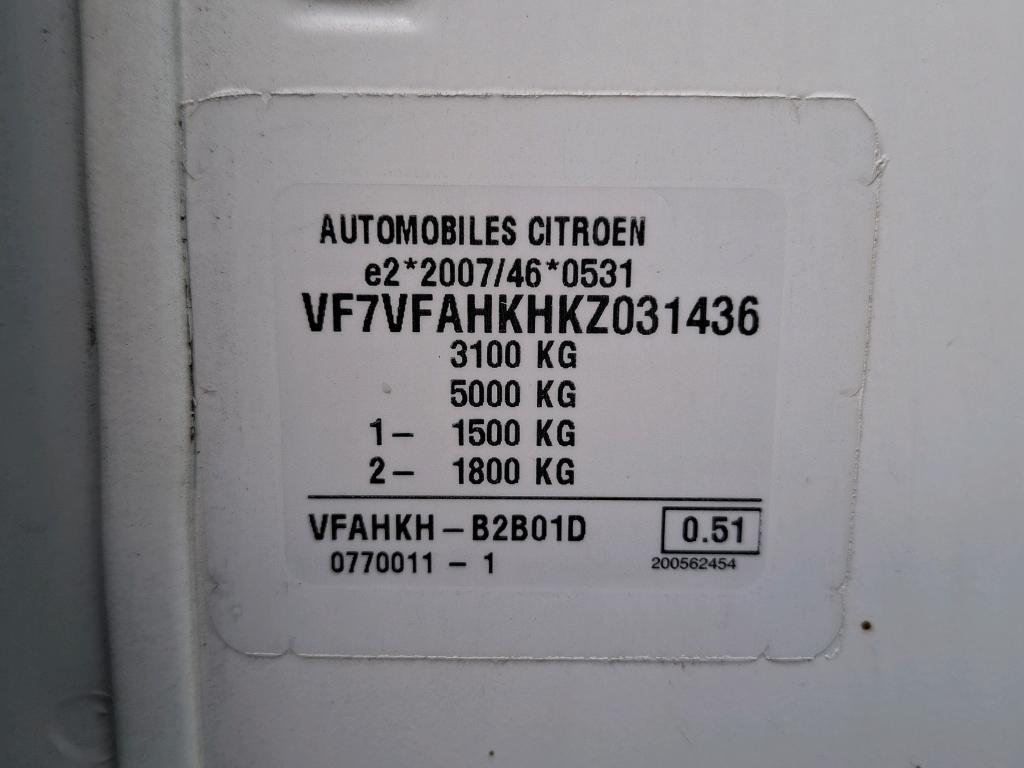 AUTOMOBILES CITROEN
e2*2007/46*0531
VF7VFAHKHKZ031436
3100 KG
5000 KG
1- 1500 KG
2- 1800 KG
VFAHKH-B2B01D 0.51
0770011-1 200562454